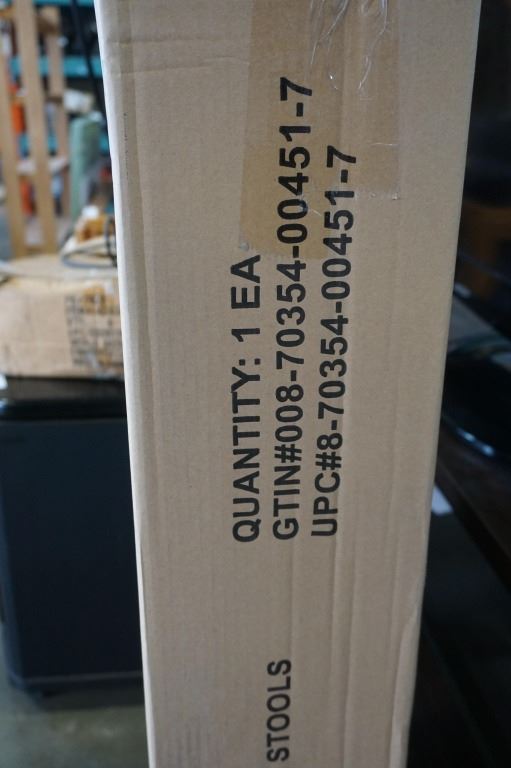 QUANTITY: 1 EA
GTIN#008-70354-00451-7
UPC#8-70354-00451-7
STOOLS